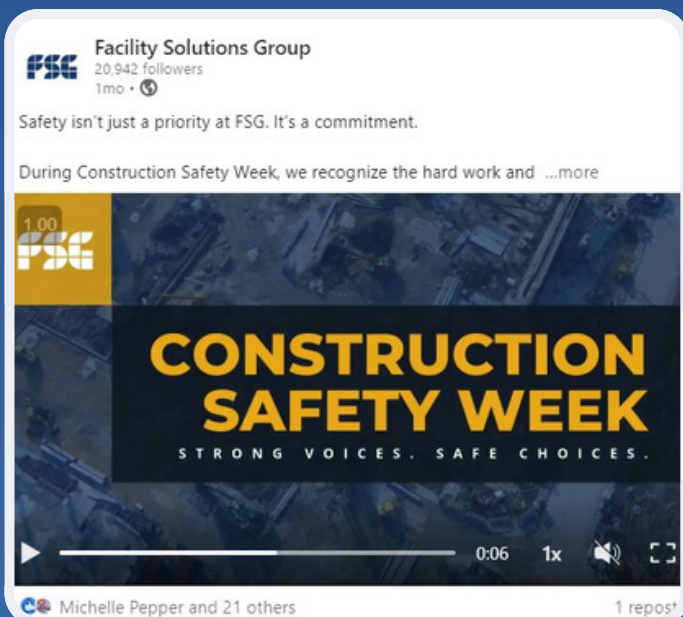 FSG
Facility Solutions Group
20,942 followers
1mo •
Safety isn't just a priority at FSG. It's a commitment.
During Construction Safety Week, we recognize the hard work and ...more
1.00
FSG
CONSTRUCTION
SAFETY WEEK
STRONG VOICES. SAFE CHOICES.
0:06 1x
Michelle Pepper and 21 others 1 repost